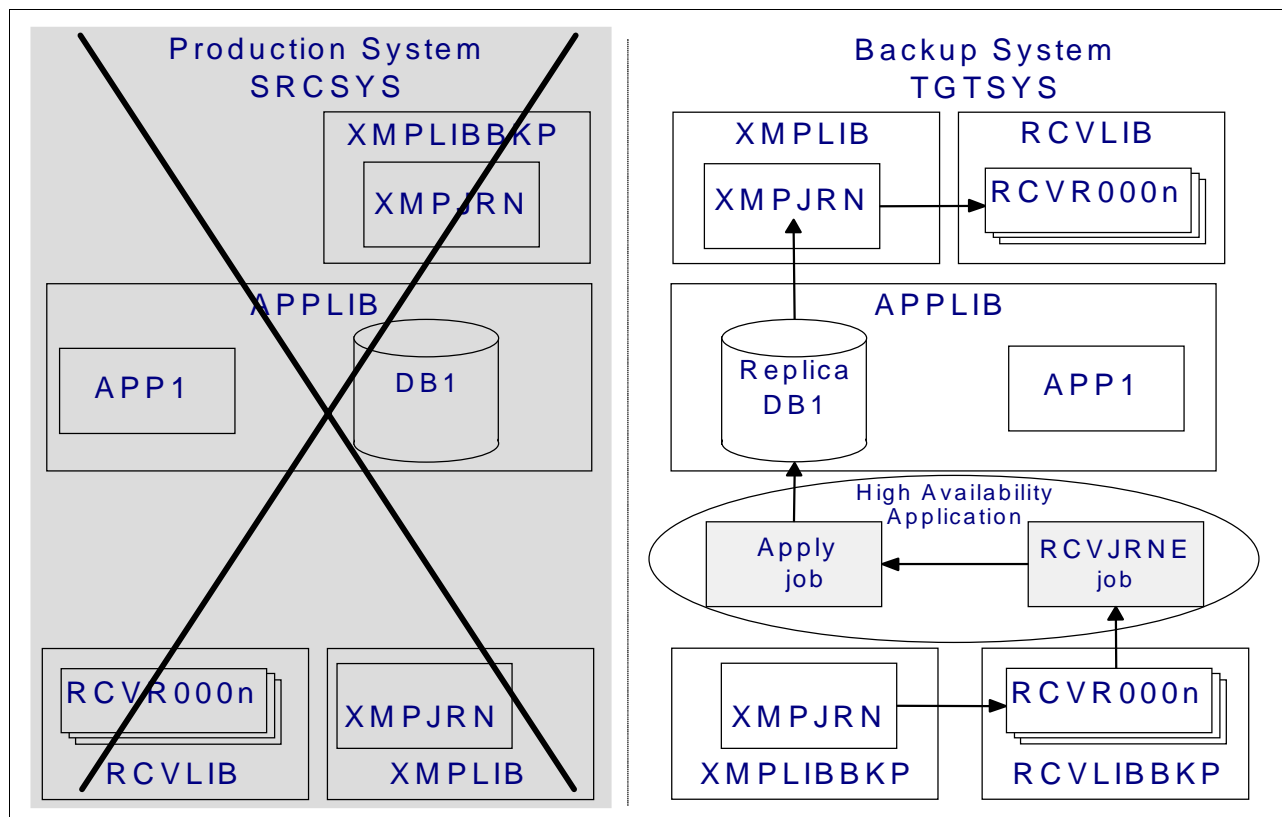 Production System
SRCSYS
XMPLIBBKP
XMPJRN
APPLIB
APP1
DB1
RCVR000n
RCVLIB
XMPJRN
XMPLIB
Backup System
TGTSYS
XMPLIB
XMPJRN
RCVLIB
RCVR000n
APPLIB
Replica
DB1
APP1
High Availability
Application
Apply
job
RCVJRNE
job
XMPJRN
XMPLIBBKP
RCVR000n
RCVLIBBKP